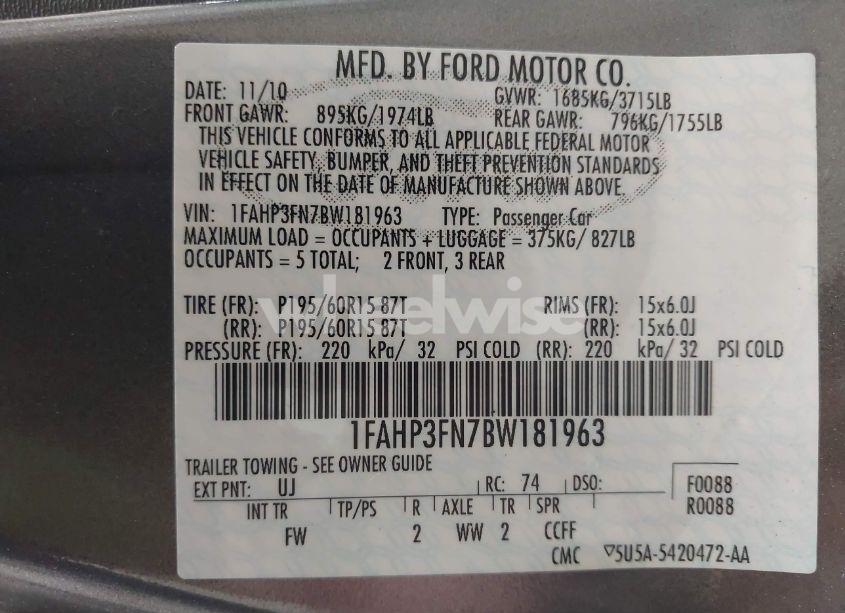 MFD. BY FORD MOTOR CO.
DATE: 11/10 GVWR: 1685KG/3715LB
FRONT GAWR: 895KG/1974LB REAR GAWR: 796KG/1755LB
THIS VEHICLE CONFORMS TO ALL APPLICABLE FEDERAL MOTOR
VEHICLE SAFETY, BUMPER, AND THEFT PREVENTION STANDARDS
IN EFFECT ON THE DATE OF MANUFACTURE SHOWN ABOVE.
VIN: 1FAHP3FN7BW181963 TYPE: Passenger Car
MAXIMUM LOAD = OCCUPANTS + LUGGAGE = 375KG/ 827LB
OCCUPANTS = 5 TOTAL; 2 FRONT, 3 REAR
TIRE (FR): P195/60R15 87T RIMS (FR): 15x6.0J
(RR): P195/60R15 87T (RR): 15x6.0J
PRESSURE (FR): 220 kPa/ 32 PSI COLD (RR): 220 kPa/ 32 PSI COLD
1FAHP3FN7BW181963
TRAILER TOWING - SEE OWNER GUIDE
EXT PNT: UJ RC: 74 DSO: F0088
R0088
INT TR TP/PS R AXLE TR SPR
FW 2 WW 2 CCFF
CMC ▽5U5A-5420472-AA